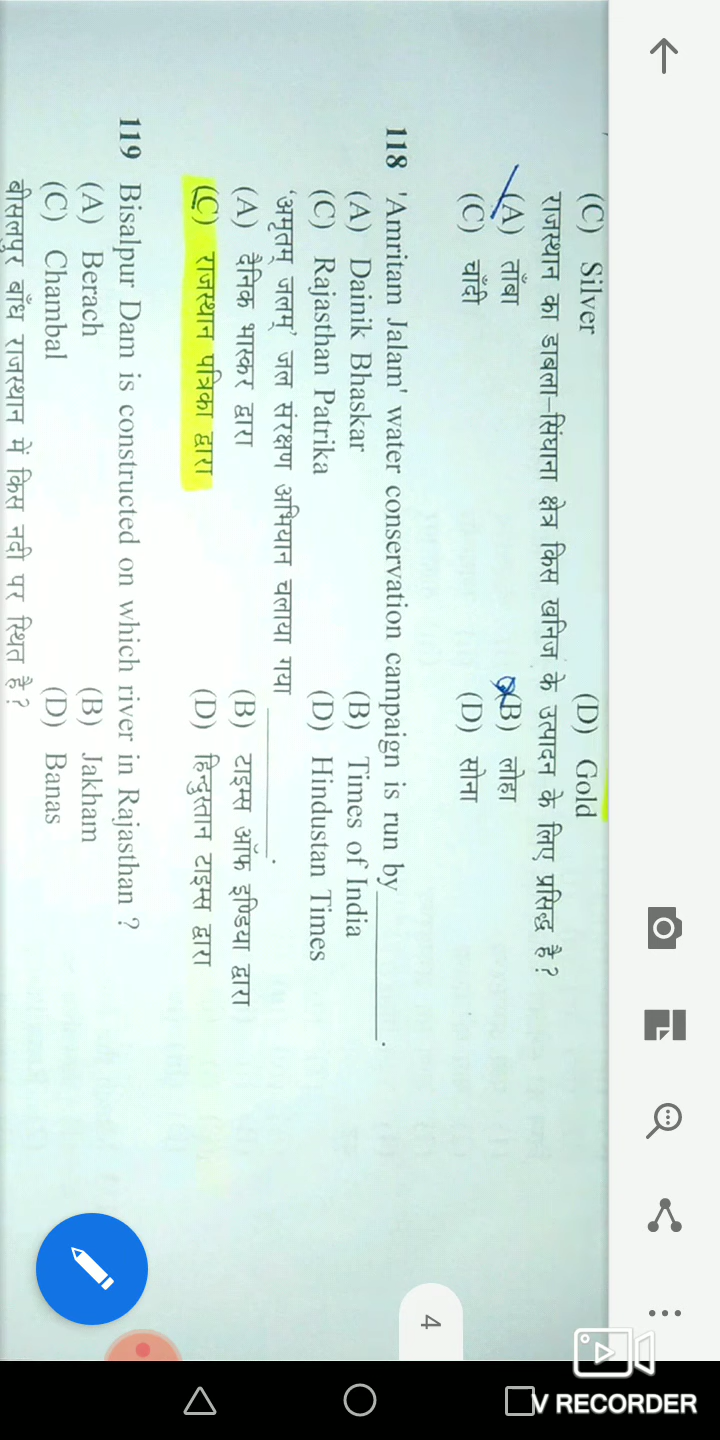 (C) Silver (D) Gold
राजस्थान का डाबला–सिंघाना क्षेत्र किस खनिज के उत्पादन के लिए प्रसिद्ध है?
(A) ताँबा (B) लोहा
(C) चाँदी (D) सोना
118 'Amritam Jalam' water conservation campaign is run by__________.
(A) Dainik Bhaskar (B) Times of India
(C) Rajasthan Patrika (D) Hindustan Times
'अमृतम् जलम्' जल संरक्षण अभियान चलाया गया __________.
(A) दैनिक भास्कर द्वारा (B) टाइम्स ऑफ इण्डिया द्वारा
(C) राजस्थान पत्रिका द्वारा (D) हिन्दुस्तान टाइम्स द्वारा
119 Bisalpur Dam is constructed on which river in Rajasthan ?
(A) Berach (B) Jakham
(C) Chambal (D) Banas
बीसलपुर बाँध राजस्थान में किस नदी पर स्थित है?
4
V RECORDER